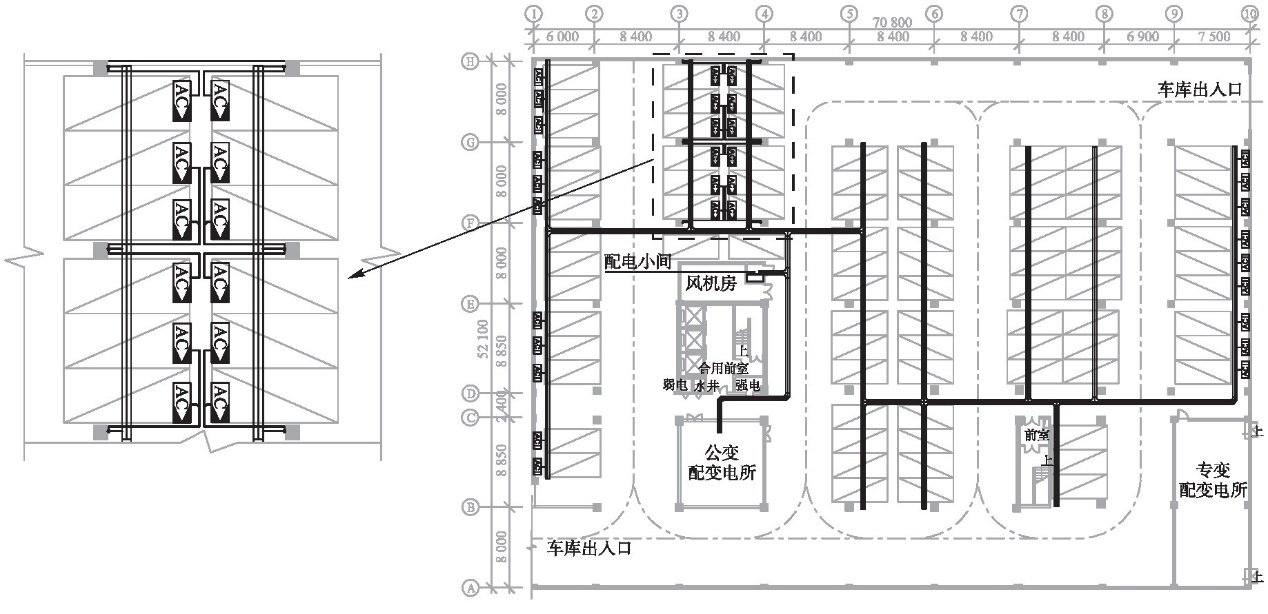 1 2 3 4 5 6 7 8 9 10
70 800
6 000 8 400 8 400 8 400 8 400 8 400 8 400 6 900 7 500
H
G
F
E
D
C
B
A
8 000
8 000
8 000
8 850
2 400
8 850
8 000
52 100
AC AC
AC AC
AC AC
AC AC
AC AC
AC AC
车库出入口
配电小间
风机房
上
合用前室
弱电 水井 强电
公变
配变电所
前室
上
专变
配变电所
上
上
车库出入口